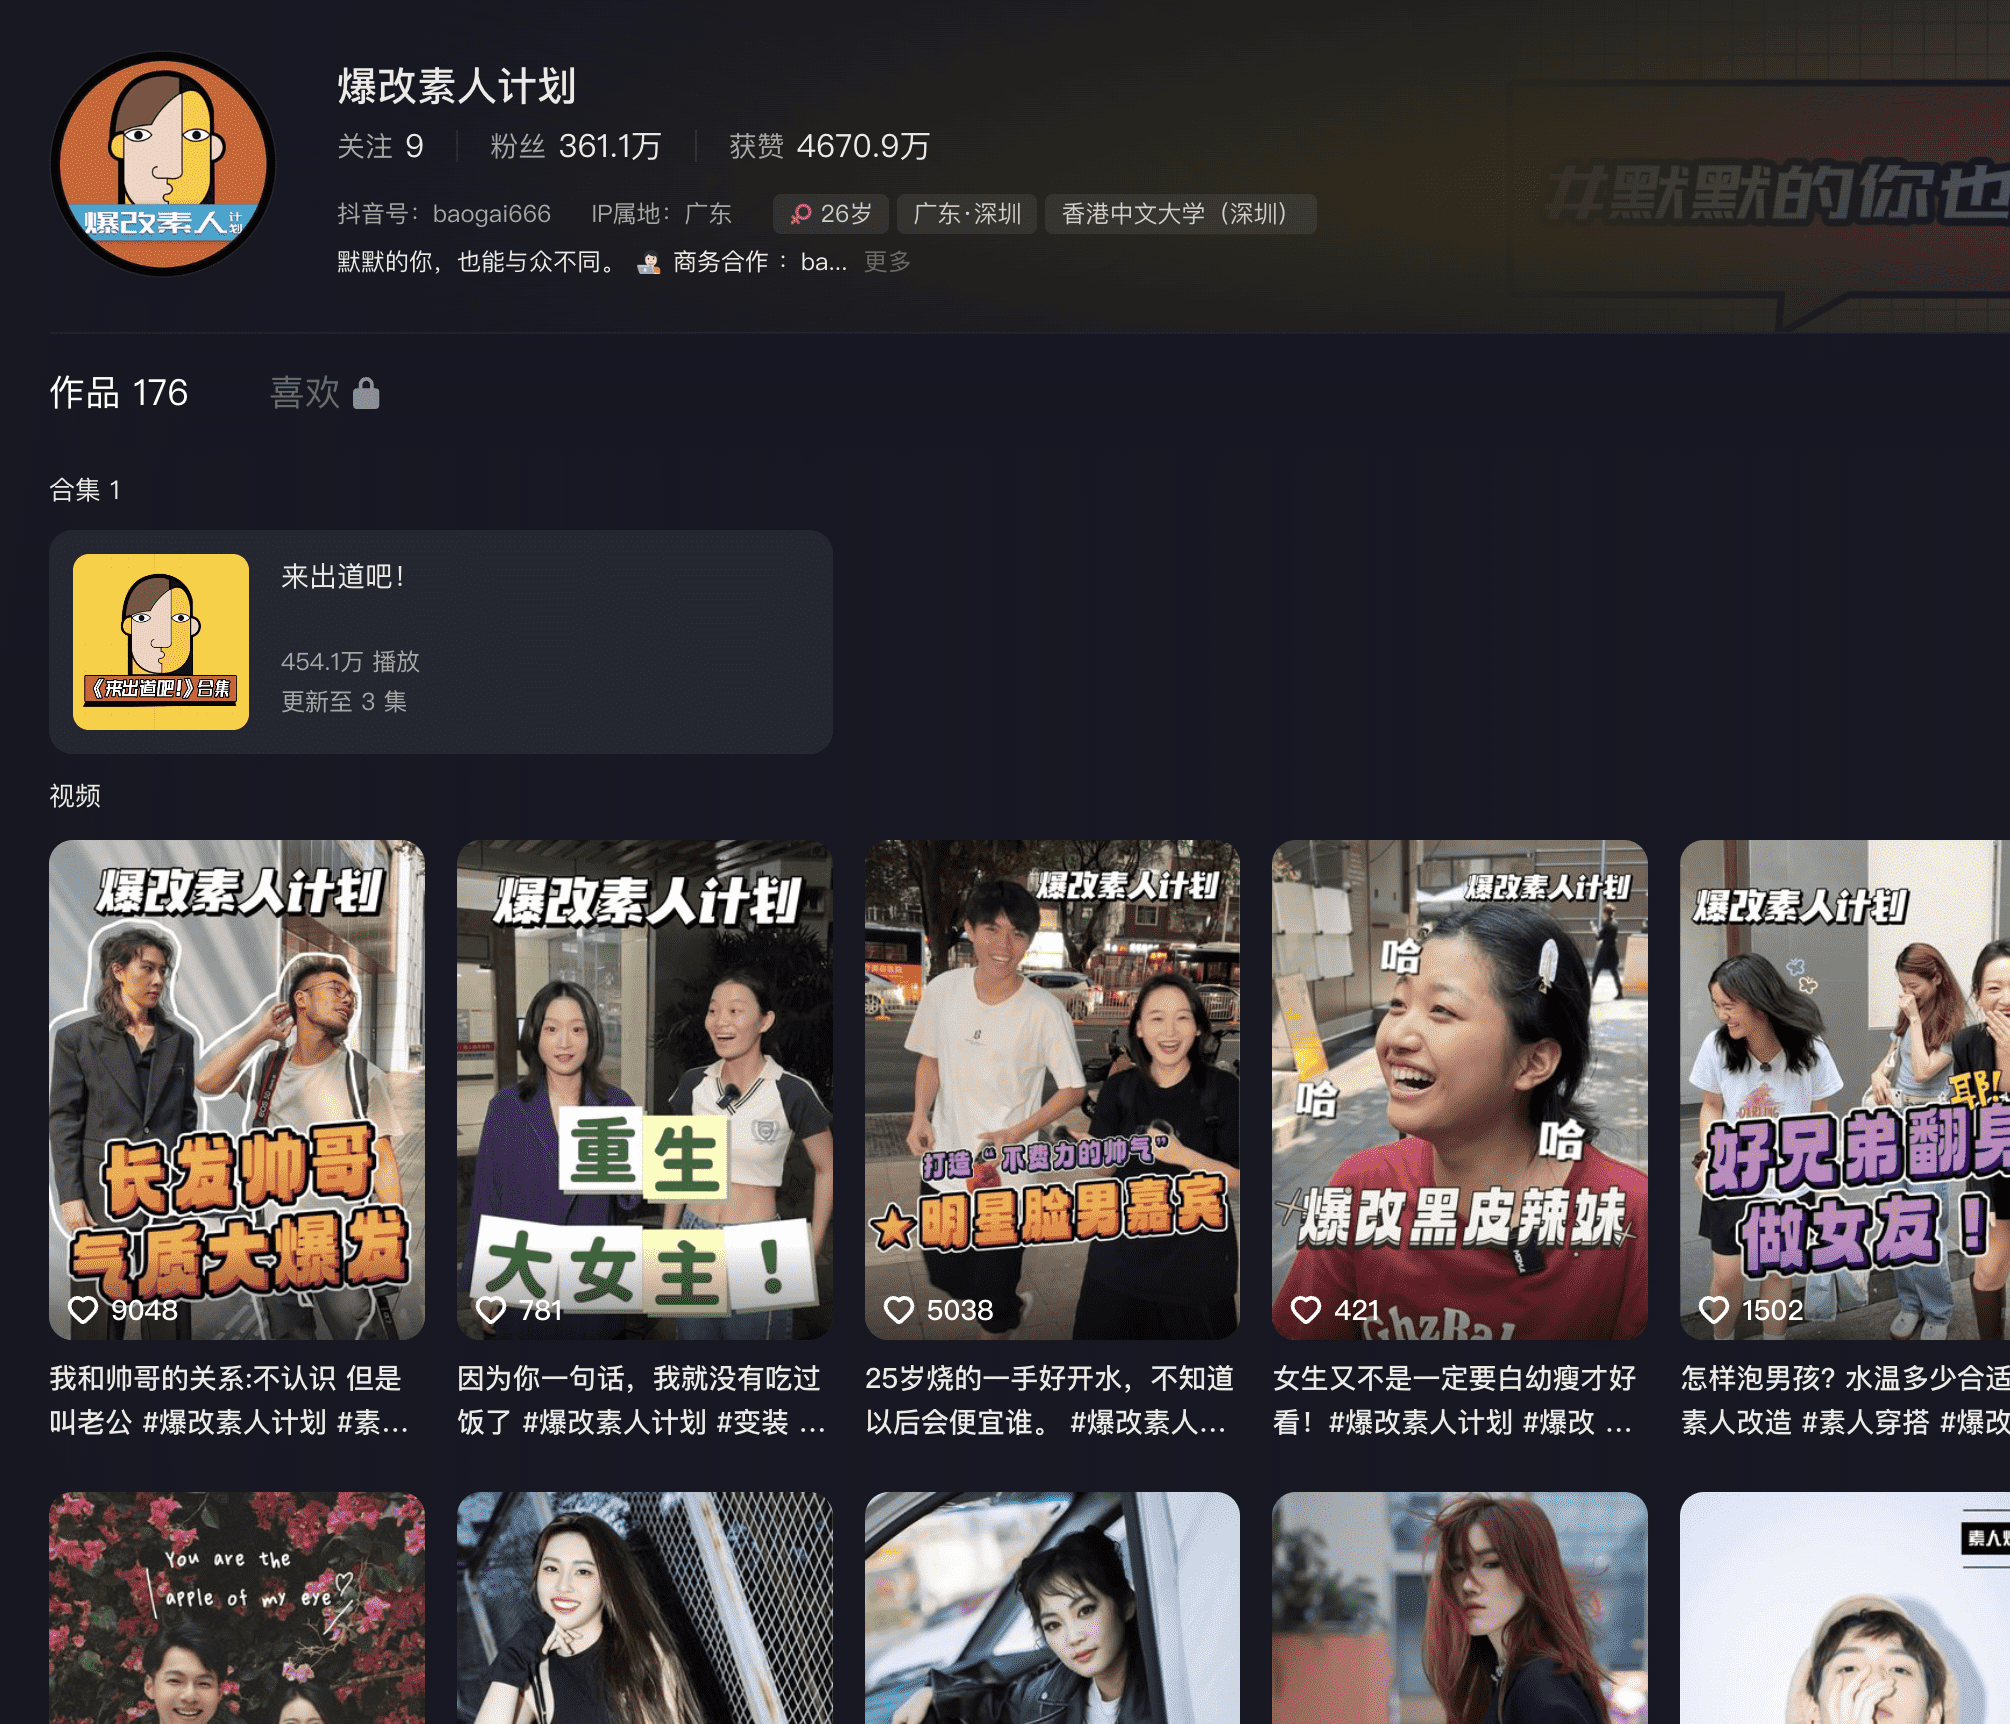 爆改素人计划
关注 9 粉丝 361.1万 获赞 4670.9万
抖音号：baogai666 IP属地：广东 26岁 广东·深圳 香港中文大学（深圳）
默默的你，也能与众不同。 商务合作 ：ba... 更多
爆改素人计划
#默默的你也
作品 176 喜欢
合集 1
来出道吧！
454.1万 播放
更新至 3 集
《来出道吧！》合集
视频
爆改素人计划
长发帅哥
气质大爆发
9048
我和帅哥的关系:不认识 但是
叫老公 #爆改素人计划 #素...
爆改素人计划
重生
大女主！
781
因为你一句话，我就没有吃过
饭了 #爆改素人计划 #变装 ...
爆改素人计划
打造“不费力的帅气”
明星脸男嘉宾
5038
25岁烧的一手好开水，不知道
以后会便宜谁。 #爆改素人...
爆改素人计划
哈
哈
哈
爆改黑皮辣妹
421
女生又不是一定要白幼瘦才好
看！#爆改素人计划 #爆改 ...
爆改素人计划
耶！
好兄弟翻身
做女友！
1502
怎样泡男孩？水温多少合适
素人改造 #素人穿搭 #爆改
You are the
apple of my eye
素人